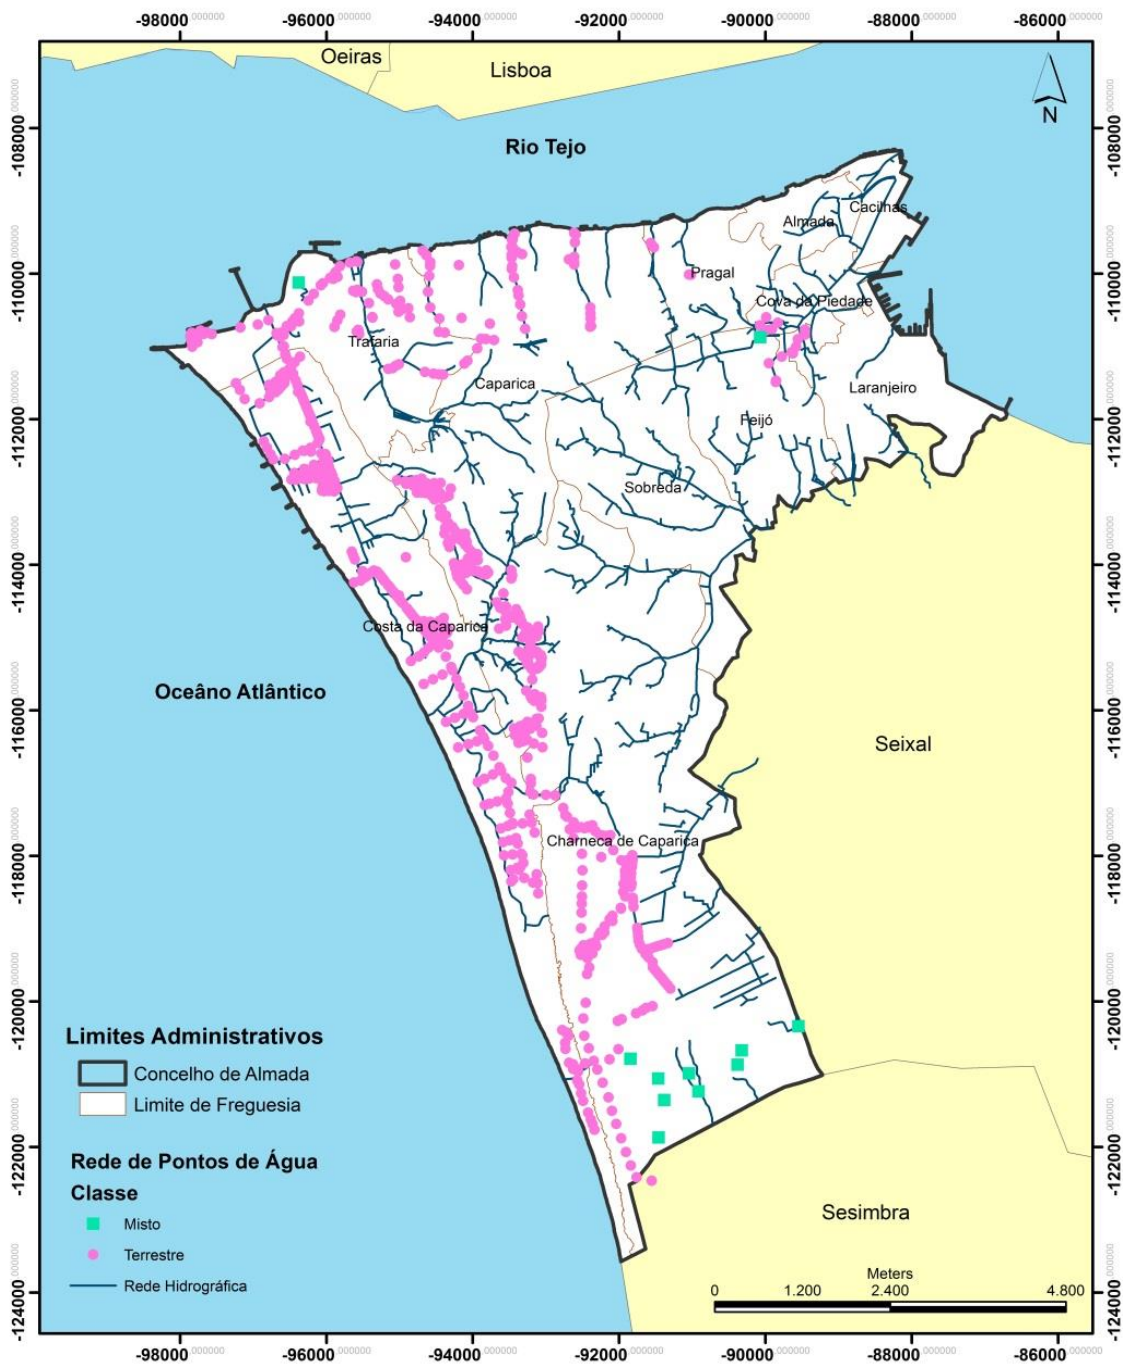 -98000,000000 -96000,000000 -94000,000000 -92000,000000 -90000,000000 -88000,000000 -86000,000000
Oeiras
Lisboa
N
-108000,000000 -108000,000000
Rio Tejo
Cacilhas
Almada
-110000,000000 -110000,000000
Pragal
Cova da Piedade
Trafaria
Caparica
Laranjeiro
-112000,000000 -112000,000000
Feijó
Sobreda
-114000,000000 -114000,000000
Costa da Caparica
Oceâno Atlântico
-116000,000000 -116000,000000
Seixal
Charneca de Caparica
-118000,000000 -118000,000000
-120000,000000 -120000,000000
Limites Administrativos
Concelho de Almada
Limite de Freguesia
-122000,000000 -122000,000000
Rede de Pontos de Água
Classe
Misto
Terrestre
Rede Hidrográfica
Sesimbra
Meters
0 1.200 2.400 4.800
-124000,000000 -124000,000000
-98000,000000 -96000,000000 -94000,000000 -92000,000000 -90000,000000 -88000,000000 -86000,000000